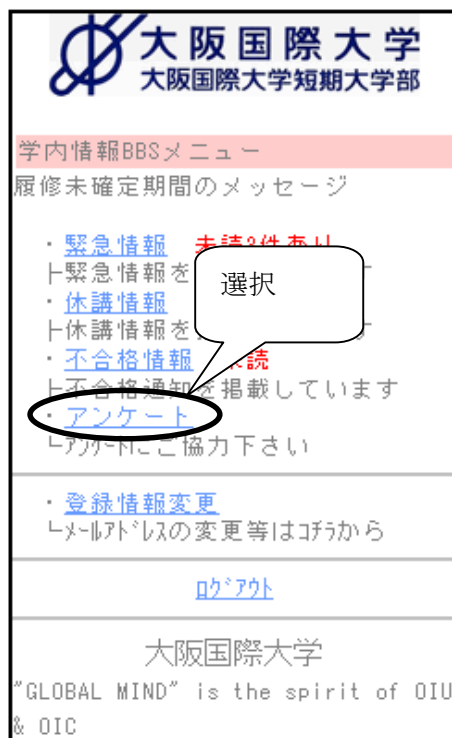 大阪国際大学
大阪国際大学短期大学部
学内情報BBSメニュー
履修未確定期間のメッセージ
・緊急情報
├緊急情報を
選択
・休講情報
├休講情報を
・不合格情報 未読
├不合格通知を掲載しています
・アンケート
└アンケートにご協力下さい
・登録情報変更
└メールアドレスの変更等はコチラから
ログアウト
大阪国際大学
"GLOBAL MIND" is the spirit of OIU
& OIC